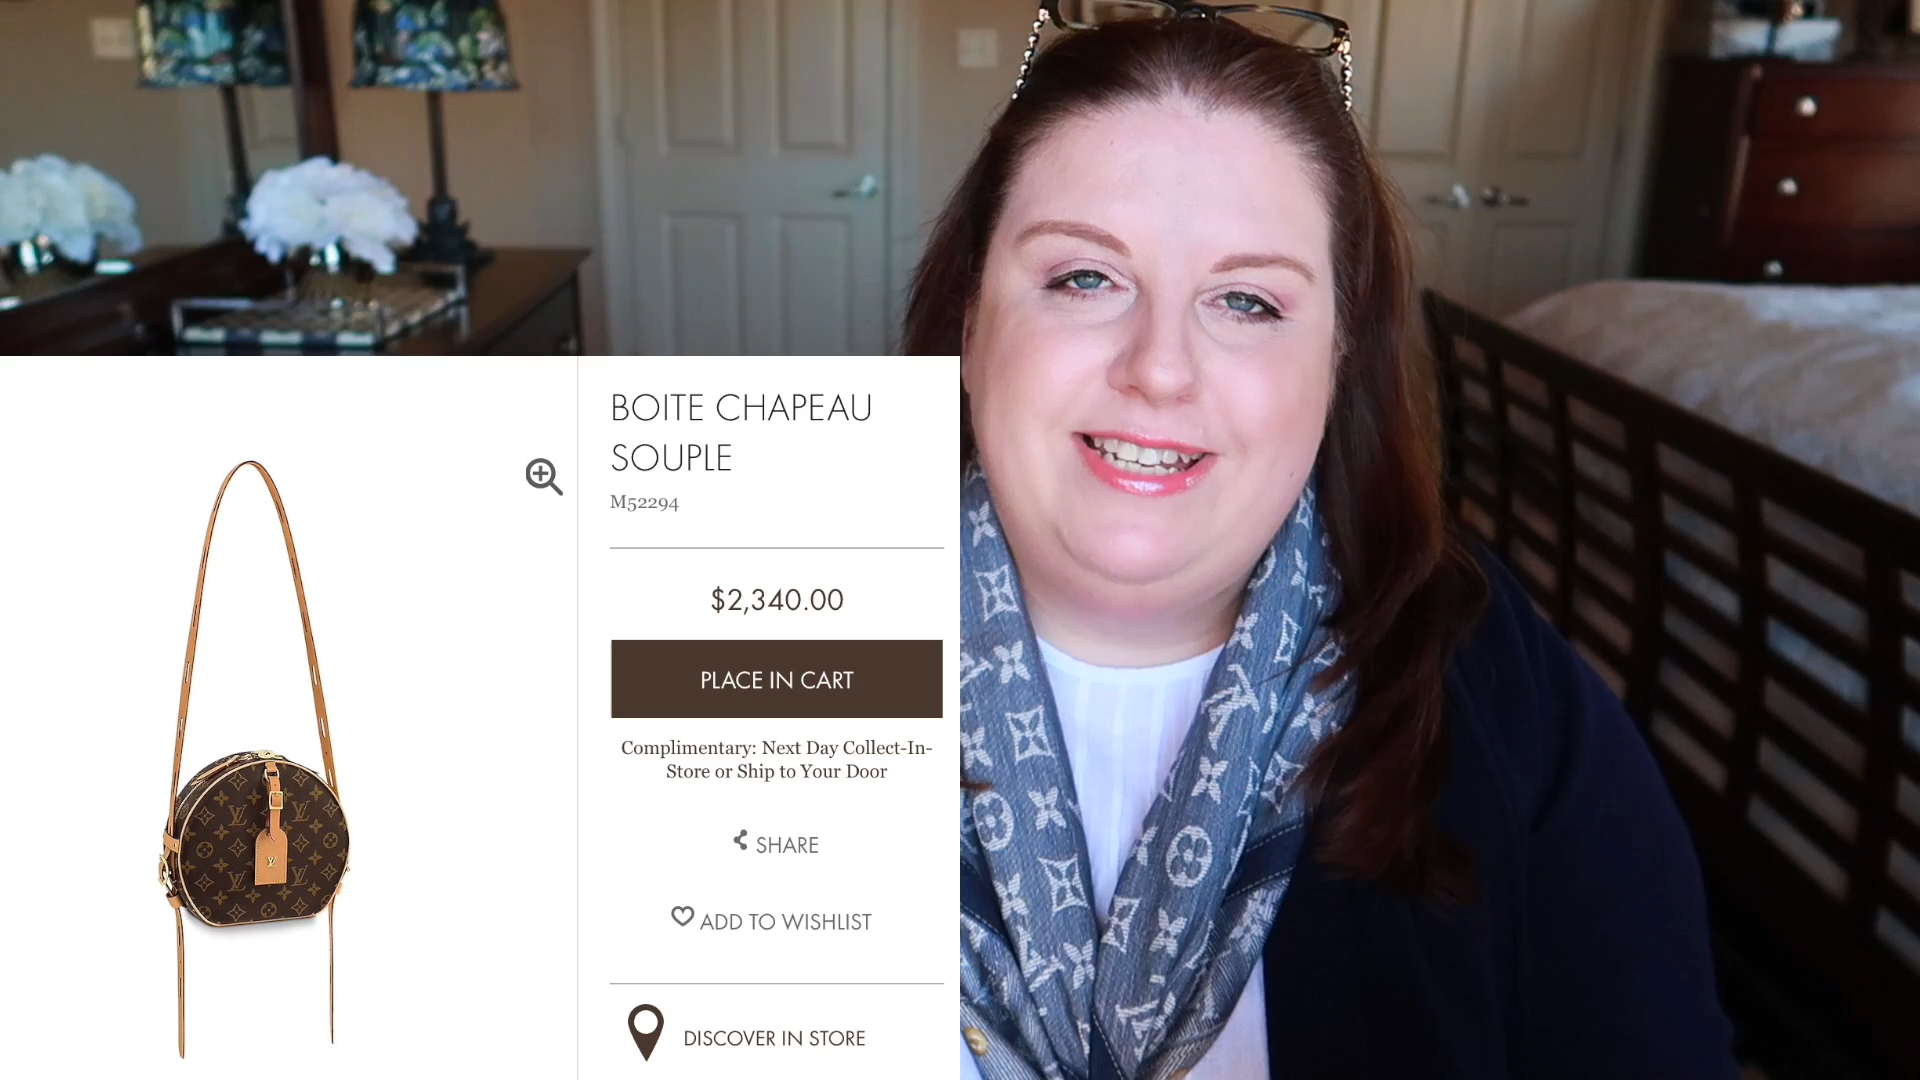 BOITE CHAPEAU
SOUPLE
M52294
$2,340.00
PLACE IN CART
Complimentary: Next Day Collect-In-
Store or Ship to Your Door
SHARE
ADD TO WISHLIST
DISCOVER IN STORE